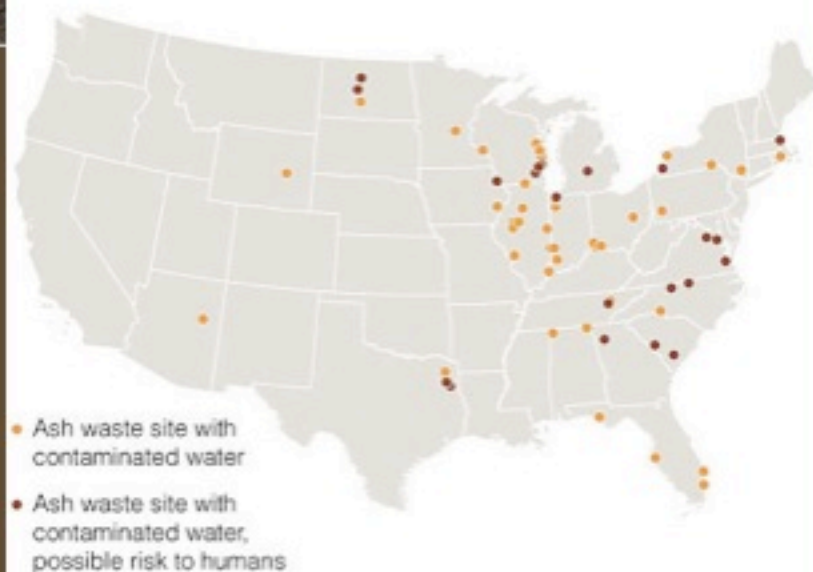 Ash waste site with
contaminated water
Ash waste site with
contaminated water,
possible risk to humans